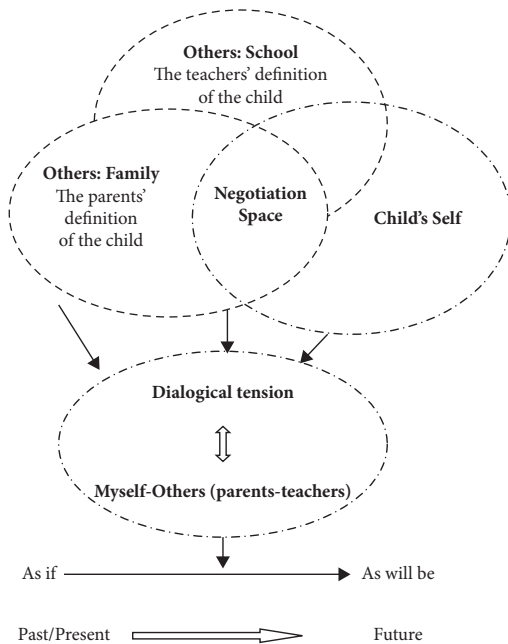 Others: School
The teachers’ definition
of the child
Others: Family
The parents’
definition
of the child
Negotiation
Space
Child’s Self
Dialogical tension
Myself-Others (parents-teachers)
As if
As will be
Past/Present
Future